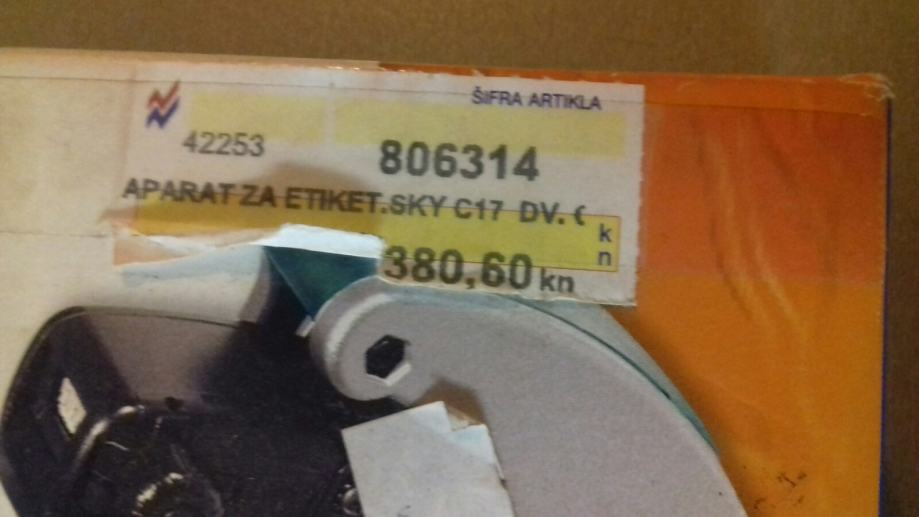 ŠIFRA ARTIKLA
42253 806314
APARAT ZA ETIKET.SKY C17 DV.
kn
380,60 kn